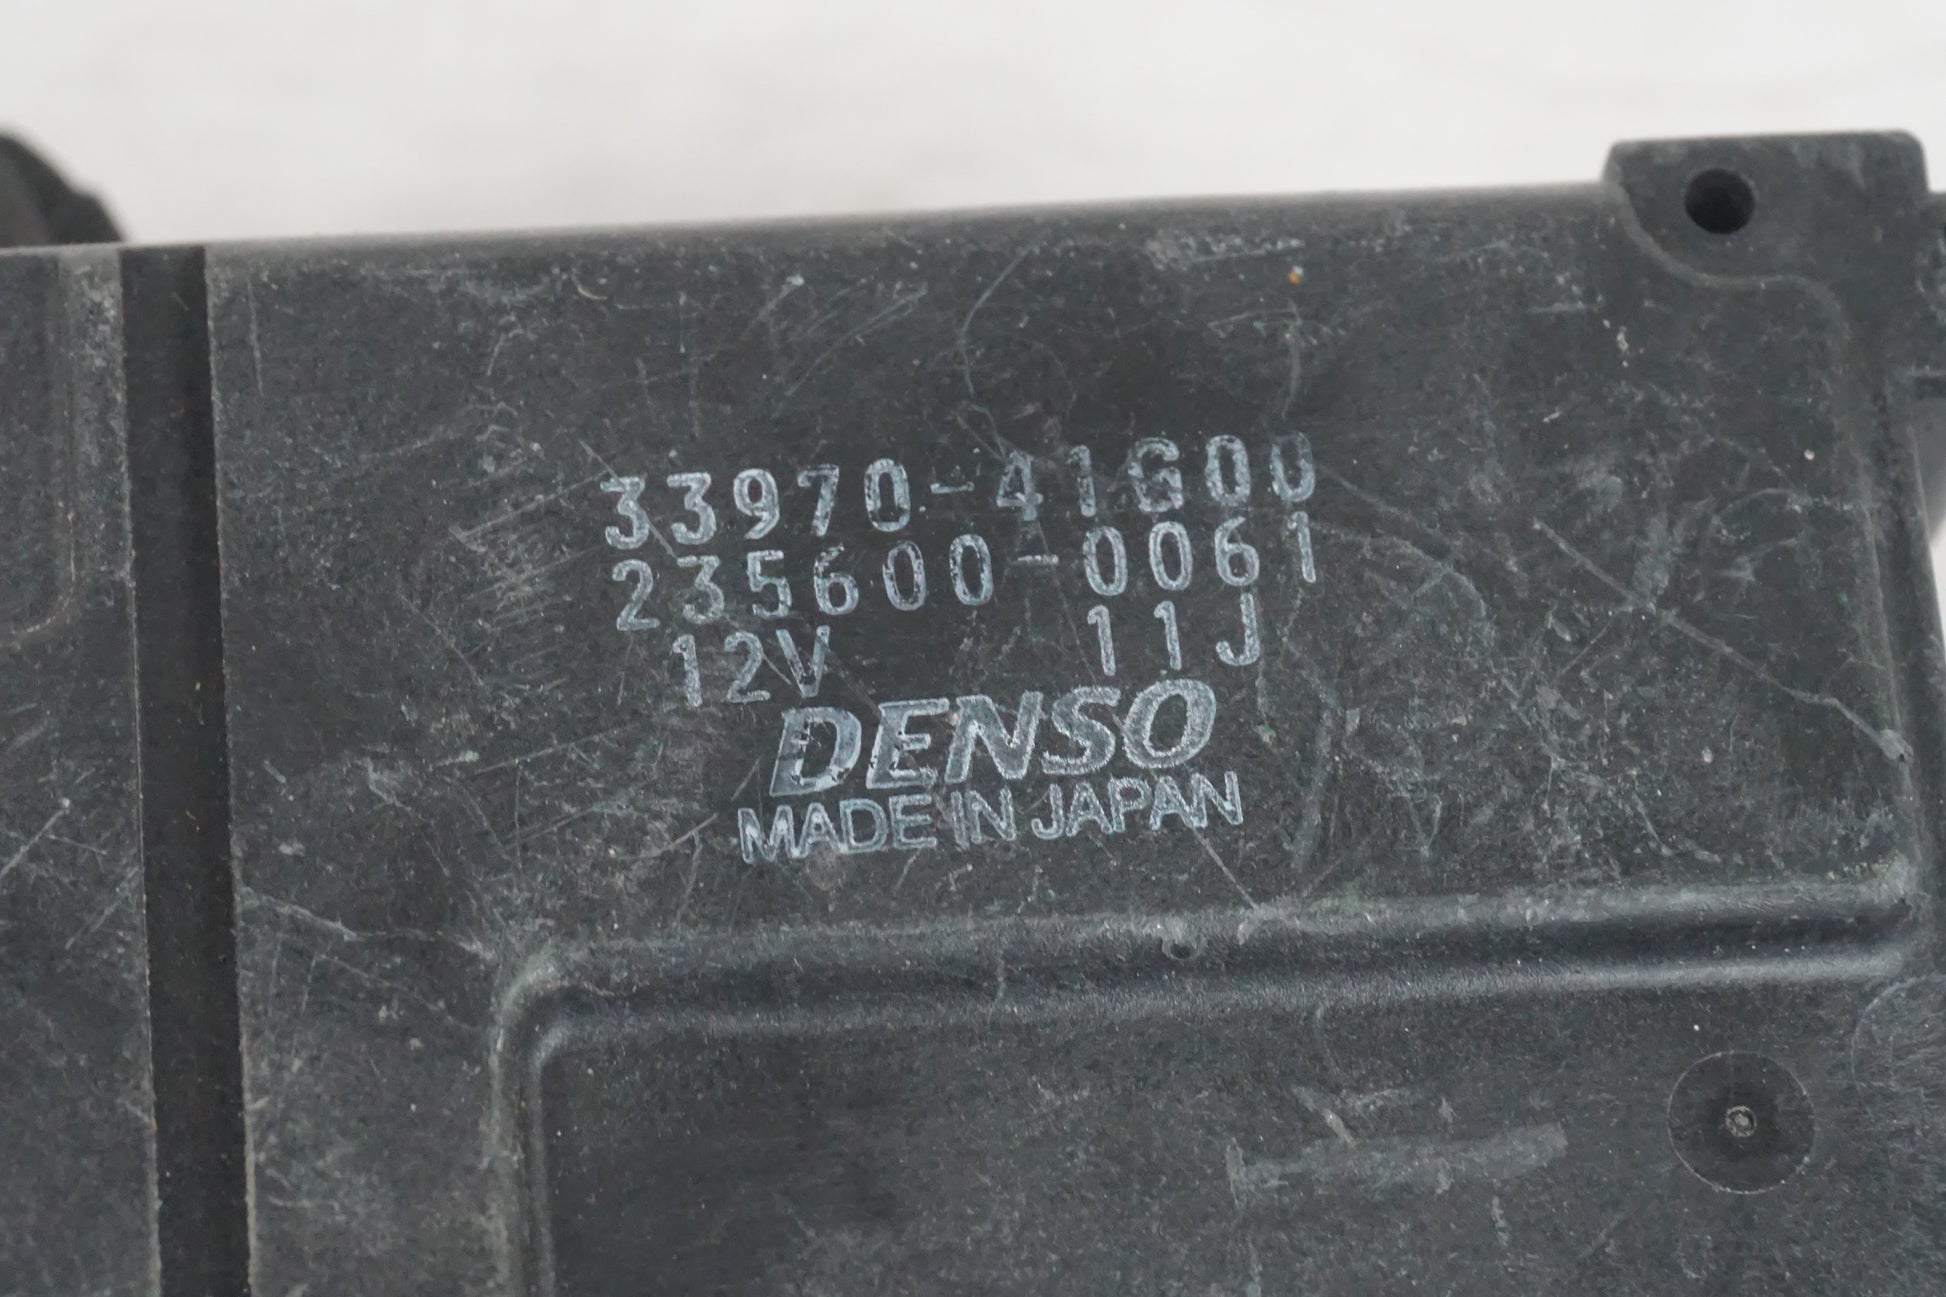 33970-41G00
235600-0061
12V 11J
DENSO
MADE IN JAPAN